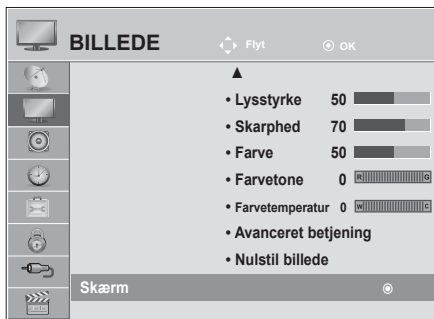 BILLEDE Flyt OK
▲
• Lysstyrke 50
• Skarphed 70
• Farve 50
• Farvetone 0 R G
• Farvetemperatur 0 W C
• Avanceret betjening
• Nulstil billede
Skærm